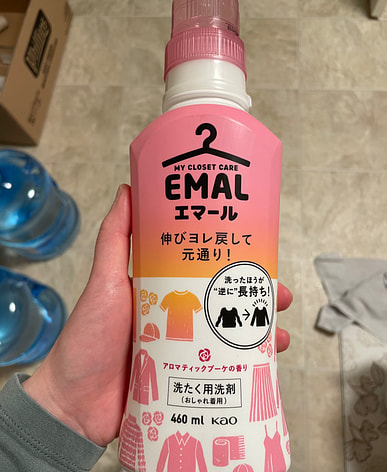 MY CLOSET CARE
EMAL
エマール
伸びヨレ戻して
元通り!
洗ったほうが
"逆に"長持ち!
アロマティックブーケの香り
洗たく用洗剤
(おしゃれ着用)
460 ml Kao